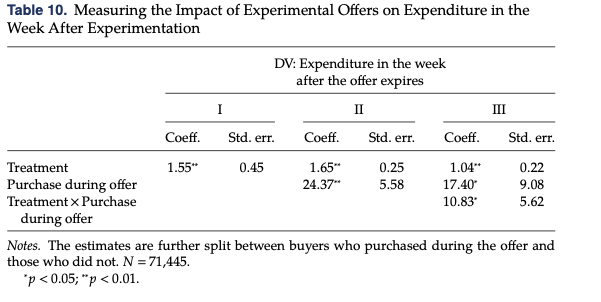 Table 10. Measuring the Impact of Experimental Offers on Expenditure in the
Week After Experimentation
DV: Expenditure in the week
after the offer expires
I II III
Coeff. Std. err. Coeff. Std. err. Coeff. Std. err.
Treatment 1.55** 0.45 1.65** 0.25 1.04** 0.22
Purchase during offer 24.37** 5.58 17.40* 9.08
Treatment × Purchase 10.83* 5.62
during offer
Notes. The estimates are further split between buyers who purchased during the offer and
those who did not. N = 71,445.
*p < 0.05; **p < 0.01.